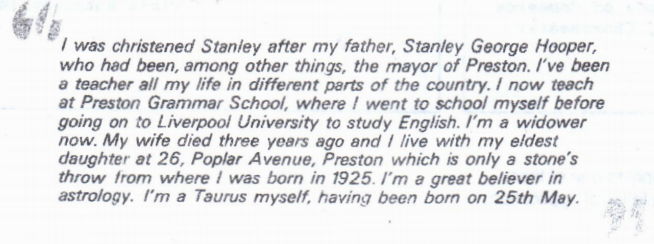 I was christened Stanley after my father, Stanley George Hooper,
who had been, among other things, the mayor of Preston. I've been
a teacher all my life in different parts of the country. I now teach
at Preston Grammar School, where I went to school myself before
going on to Liverpool University to study English. I'm a widower
now. My wife died three years ago and I live with my eldest
daughter at 26, Poplar Avenue, Preston which is only a stone's
throw from where I was born in 1925. I'm a great believer in
astrology. I'm a Taurus myself, having been born on 25th May.